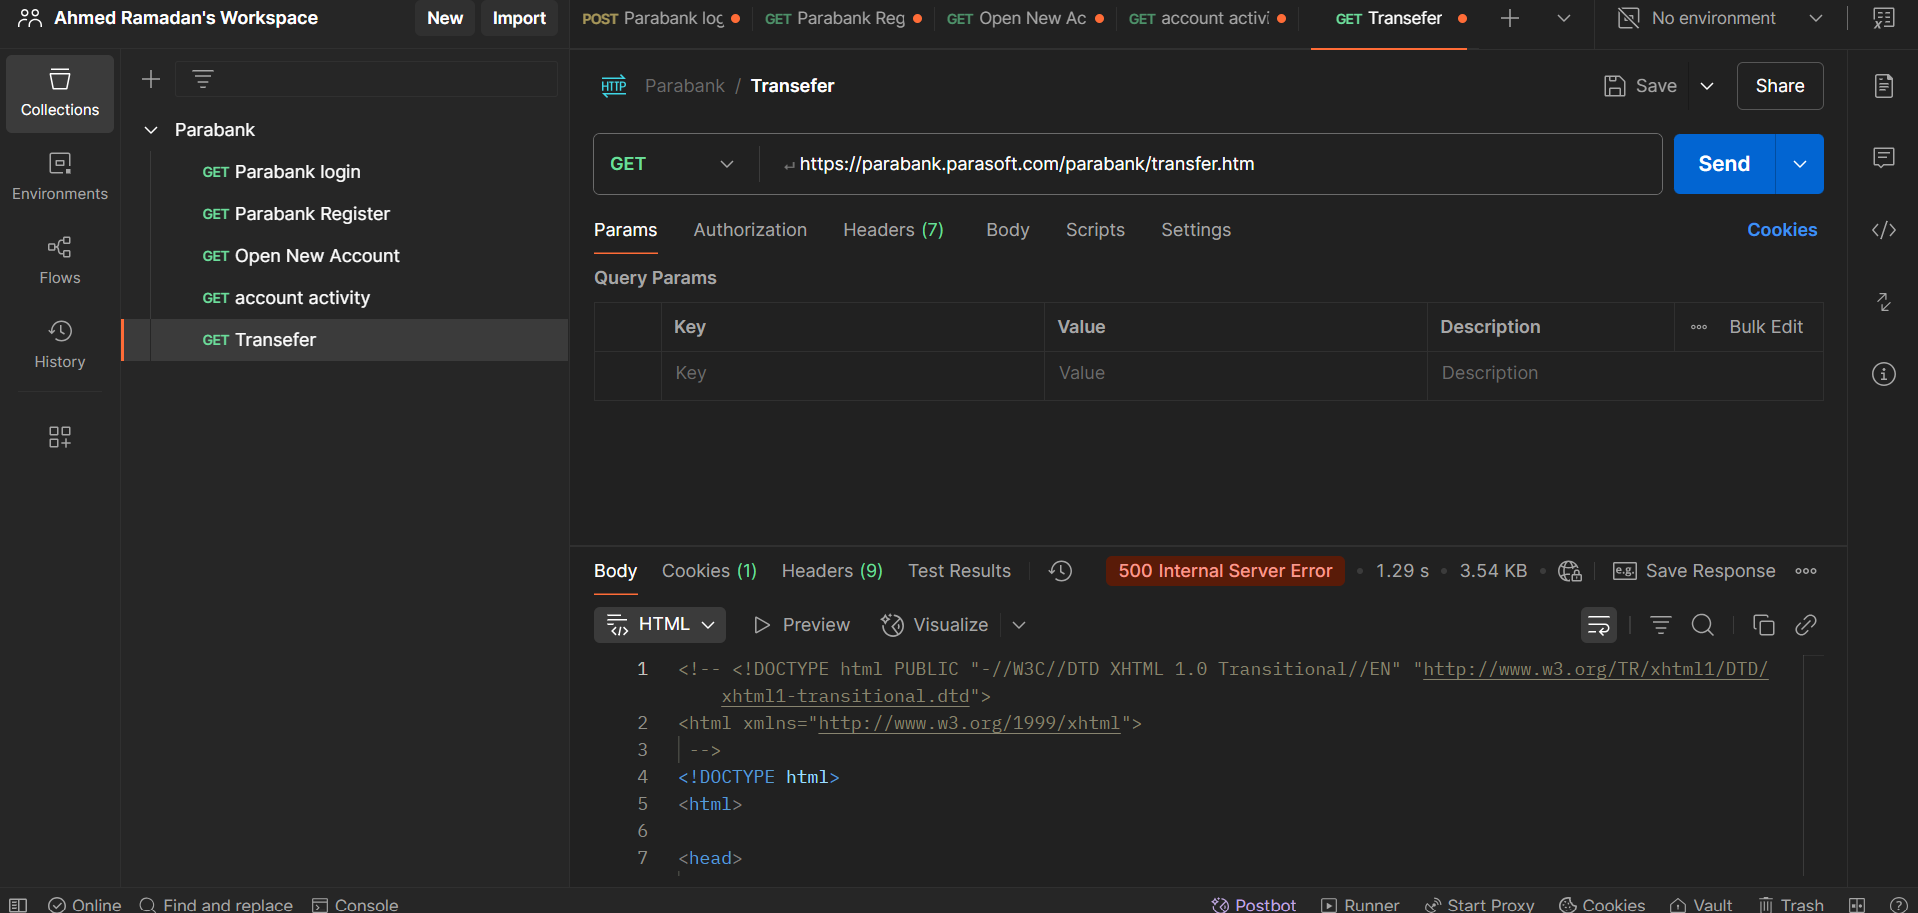 Ahmed Ramadan's Workspace New Import
POST Parabank log GET Parabank Reg GET Open New Ac GET account activi GET Transefer No environment
Collections
Environments
Flows
History
Parabank
GET Parabank login
GET Parabank Register
GET Open New Account
GET account activity
GET Transefer
HTTP Parabank / Transefer Save Share
GET ↵ https://parabank.parasoft.com/parabank/transfer.htm Send
Params Authorization Headers (7) Body Scripts Settings Cookies
Query Params
Key Value Description Bulk Edit
Key Value Description
Body Cookies (1) Headers (9) Test Results 500 Internal Server Error • 1.29 s • 3.54 KB • e.g. Save Response
HTML Preview Visualize
1 <!-- <!DOCTYPE html PUBLIC "-//W3C//DTD XHTML 1.0 Transitional//EN" "http://www.w3.org/TR/xhtml1/DTD/
xhtml1-transitional.dtd">
2 <html xmlns="http://www.w3.org/1999/xhtml">
3 -->
4 <!DOCTYPE html>
5 <html>
6
7 <head>
Online Find and replace Console Postbot Runner Start Proxy Cookies Vault Trash